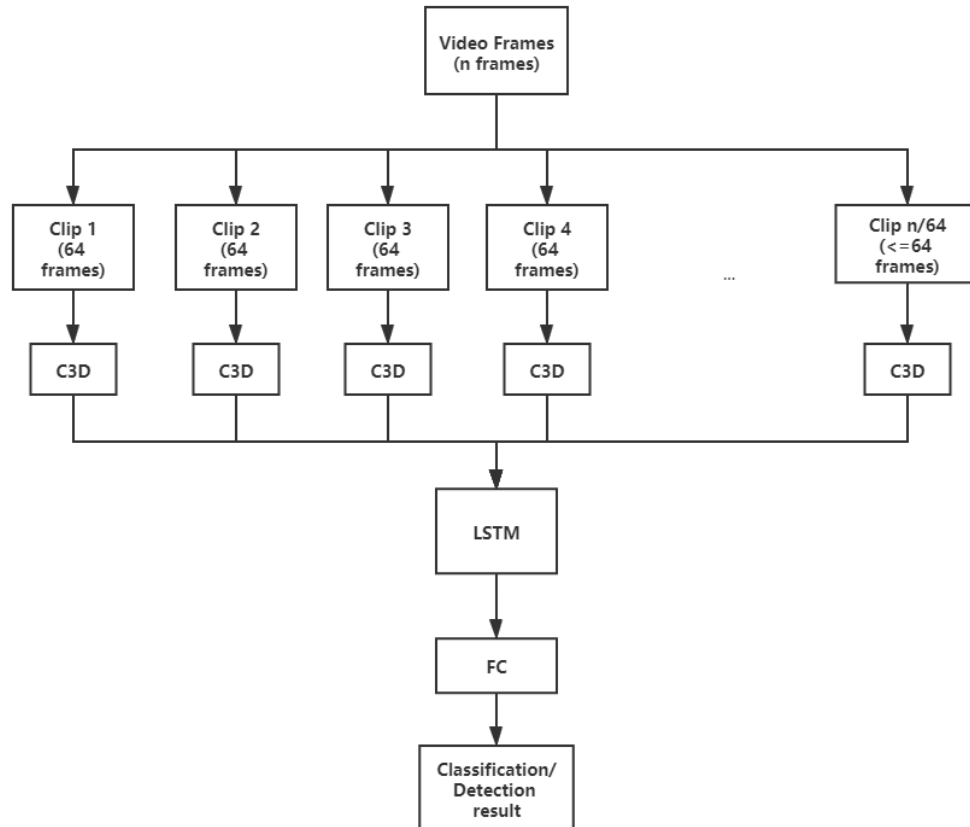 Video Frames
(n frames)
Clip 1
(64
frames)
Clip 2
(64
frames)
Clip 3
(64
frames)
Clip 4
(64
frames)
...
Clip n/64
(<=64
frames)
C3D
C3D
C3D
C3D
C3D
LSTM
FC
Classification/
Detection
result